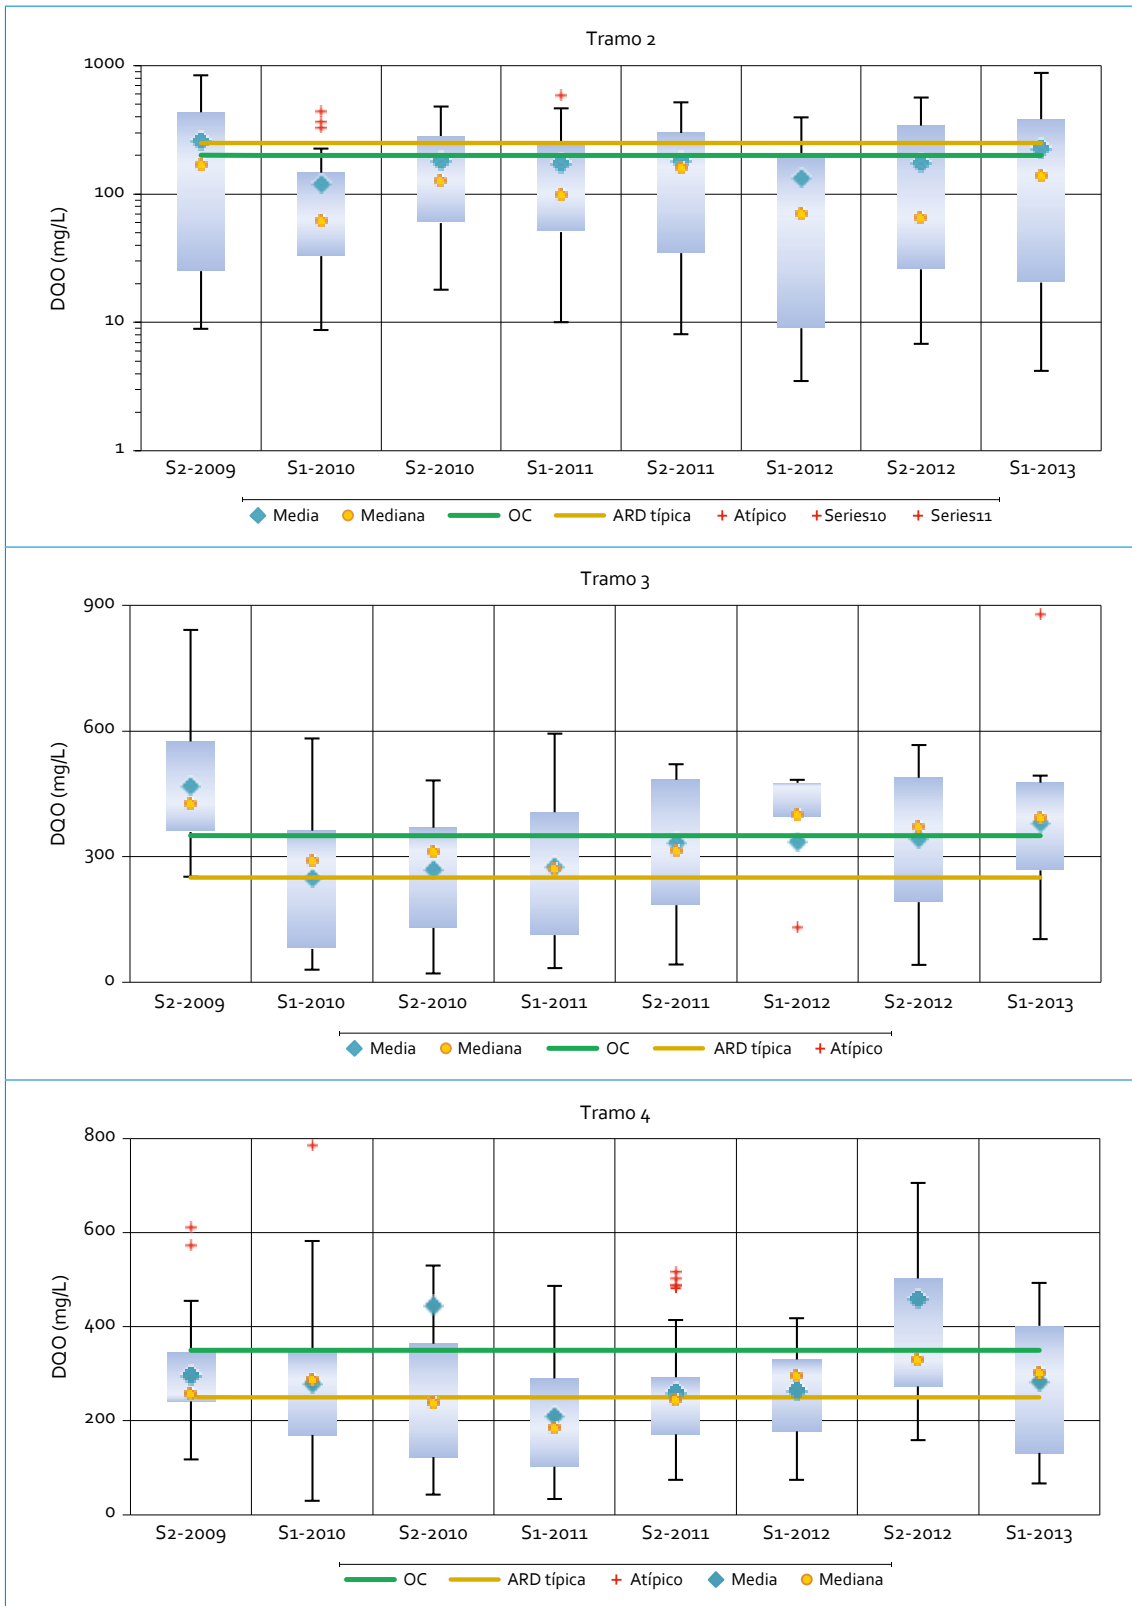 Tramo 2
DQO (mg/L)
1000
100
10
1
S2-2009 S1-2010 S2-2010 S1-2011 S2-2011 S1-2012 S2-2012 S1-2013
Media Mediana OC ARD típica Atípico Series10 Series11
Tramo 3
DQO (mg/L)
900
600
300
0
S2-2009 S1-2010 S2-2010 S1-2011 S2-2011 S1-2012 S2-2012 S1-2013
Media Mediana OC ARD típica Atípico
Tramo 4
DQO (mg/L)
800
600
400
200
0
S2-2009 S1-2010 S2-2010 S1-2011 S2-2011 S1-2012 S2-2012 S1-2013
OC ARD típica Atípico Media Mediana